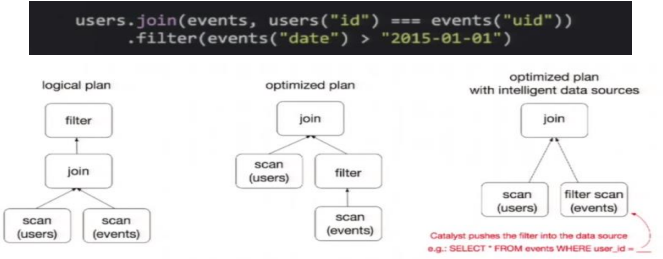 users.join(events, users("id") === events("uid"))
.filter(events("date") > "2015-01-01")
logical plan
filter
join
scan
(users)
scan
(events)
optimized plan
join
scan
(users)
filter
scan
(events)
optimized plan
with intelligent data sources
join
scan
(users)
filter scan
(events)
Catalyst pushes the filter into the data source
e.g.: SELECT * FROM events WHERE user_id = ___